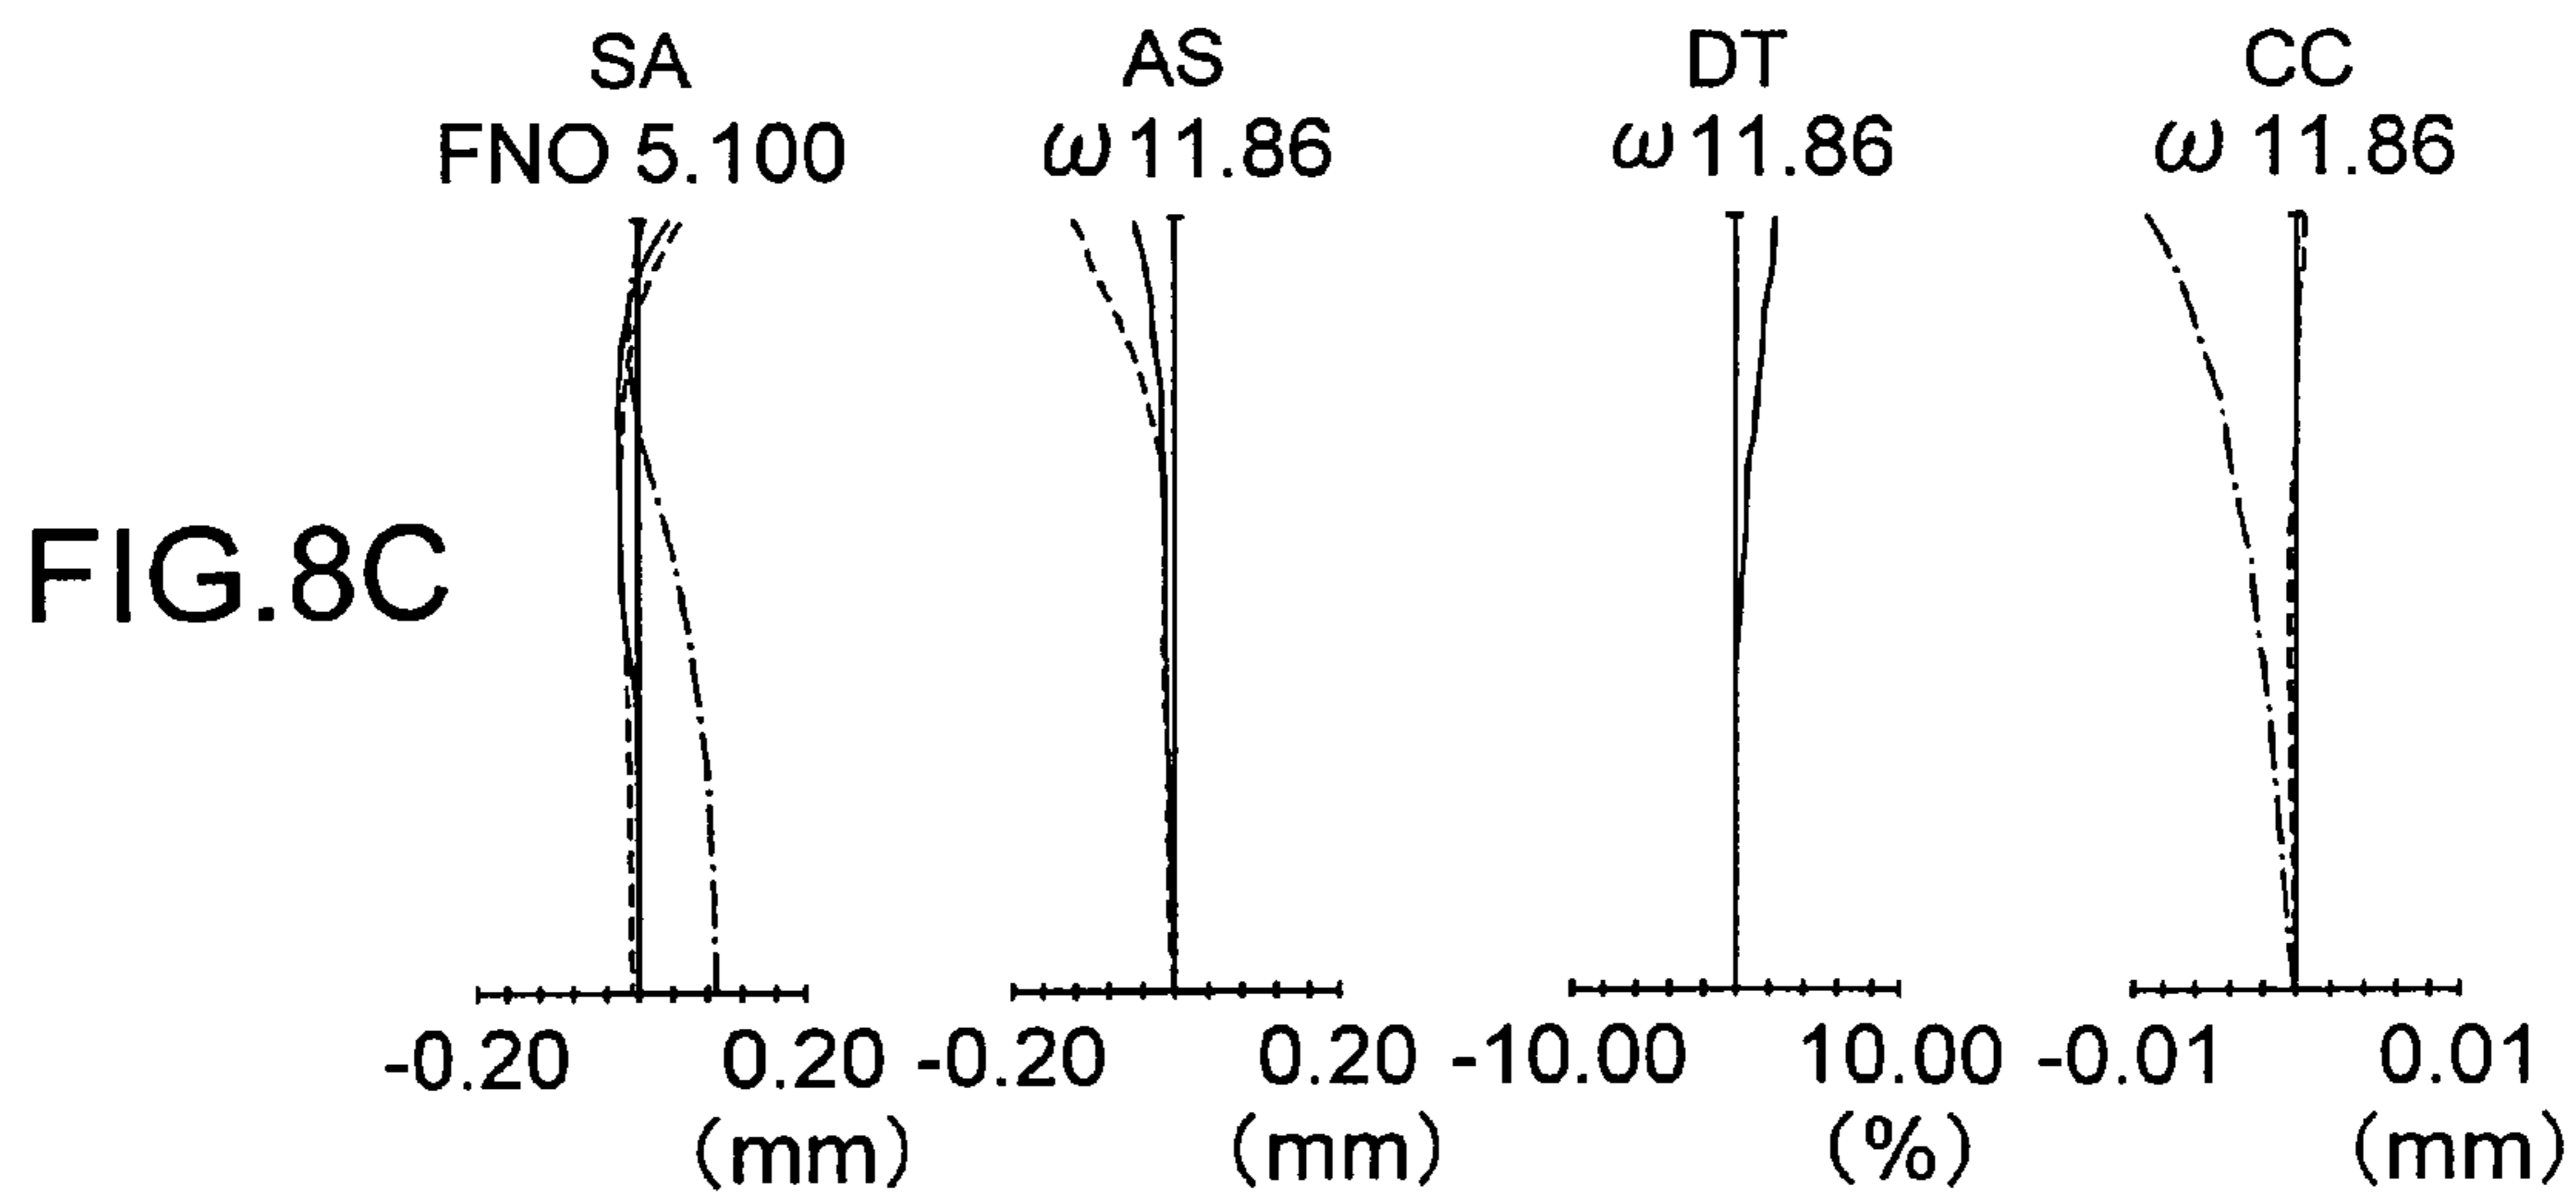 SA AS DT CC
FNO 5.100 ω11.86 ω11.86 ω 11.86
FIG.8C
-0.20 0.20 -0.20 0.20 -10.00 10.00 -0.01 0.01
(mm) (mm) (%) (mm)